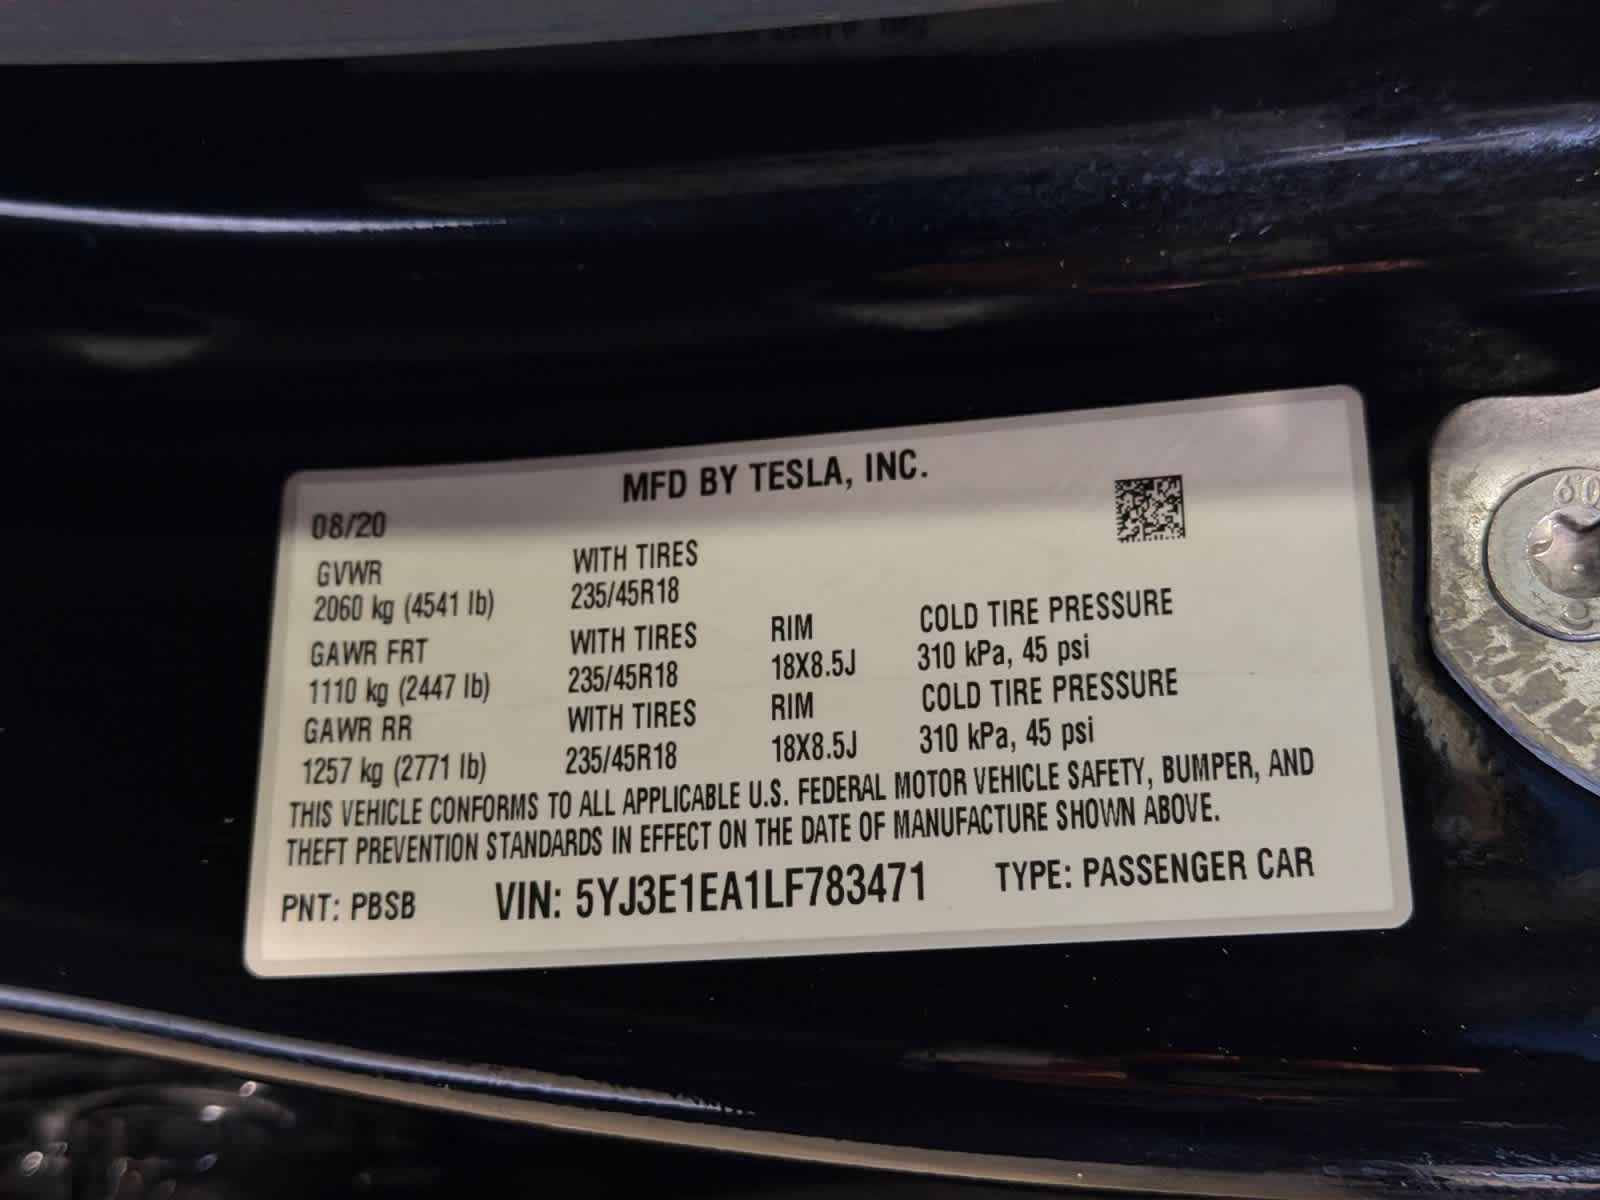 MFD BY TESLA, INC.
08/20
GVWR WITH TIRES
2060 kg (4541 lb) 235/45R18
GAWR FRT WITH TIRES RIM COLD TIRE PRESSURE
1110 kg (2447 lb) 235/45R18 18X8.5J 310 kPa, 45 psi
GAWR RR WITH TIRES RIM COLD TIRE PRESSURE
1257 kg (2771 lb) 235/45R18 18X8.5J 310 kPa, 45 psi
THIS VEHICLE CONFORMS TO ALL APPLICABLE U.S. FEDERAL MOTOR VEHICLE SAFETY, BUMPER, AND
THEFT PREVENTION STANDARDS IN EFFECT ON THE DATE OF MANUFACTURE SHOWN ABOVE.
PNT: PBSB VIN: 5YJ3E1EA1LF783471 TYPE: PASSENGER CAR